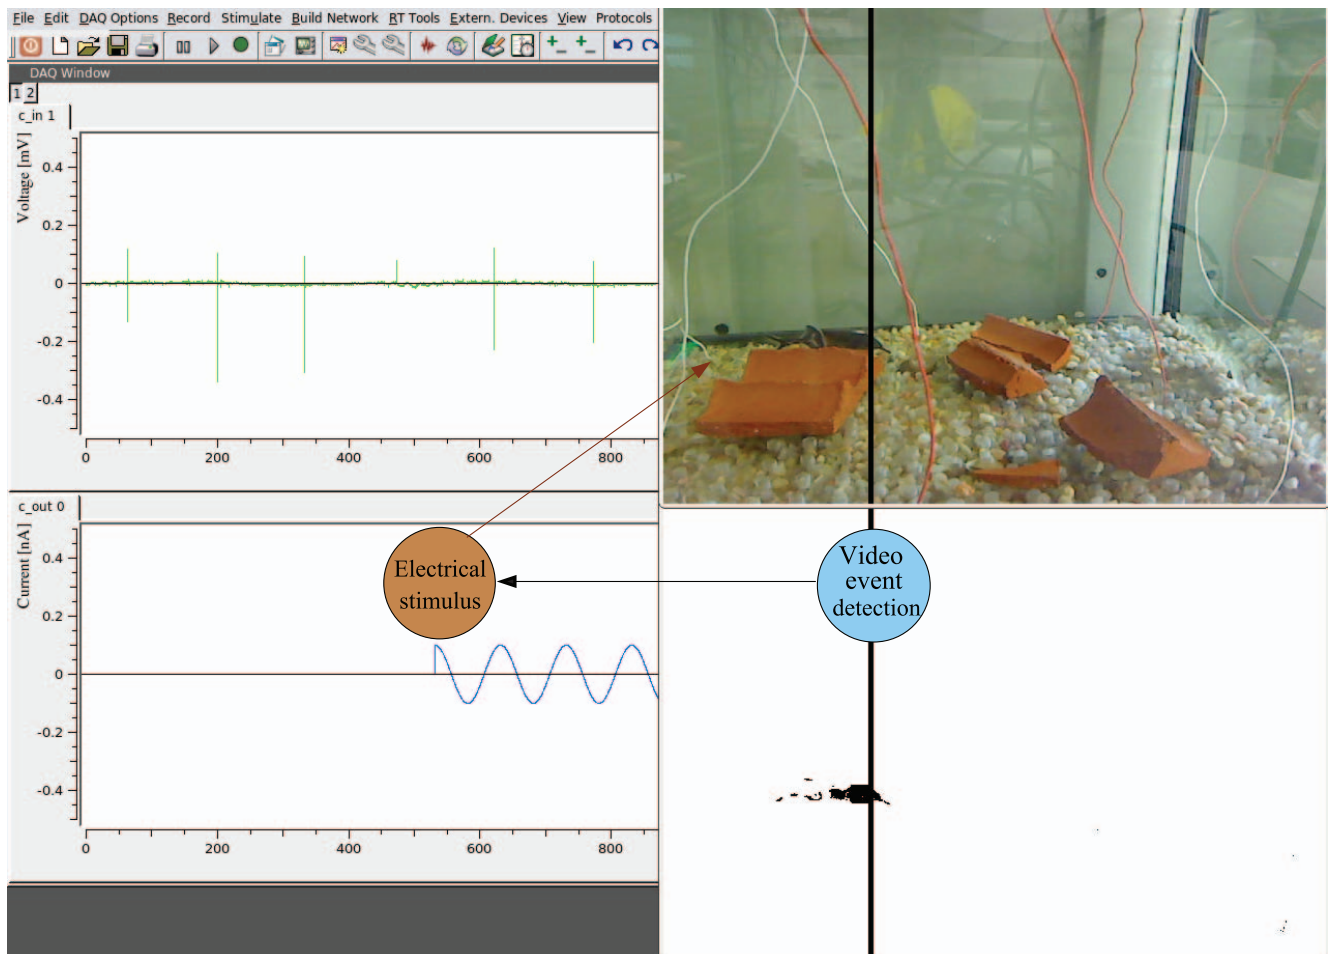 File Edit DAQ Options Record Stimulate Build Network RT Tools Extern. Devices View Protocols
DAQ Window
1 2
c_in 1
Voltage [mV]
0.4
0.2
0
-0.2
-0.4
0 200 400 600 800
c_out 0
Current [nA]
0.4
0.2
0
-0.2
-0.4
0 200 400 600 800
Electrical
stimulus
Video
event
detection